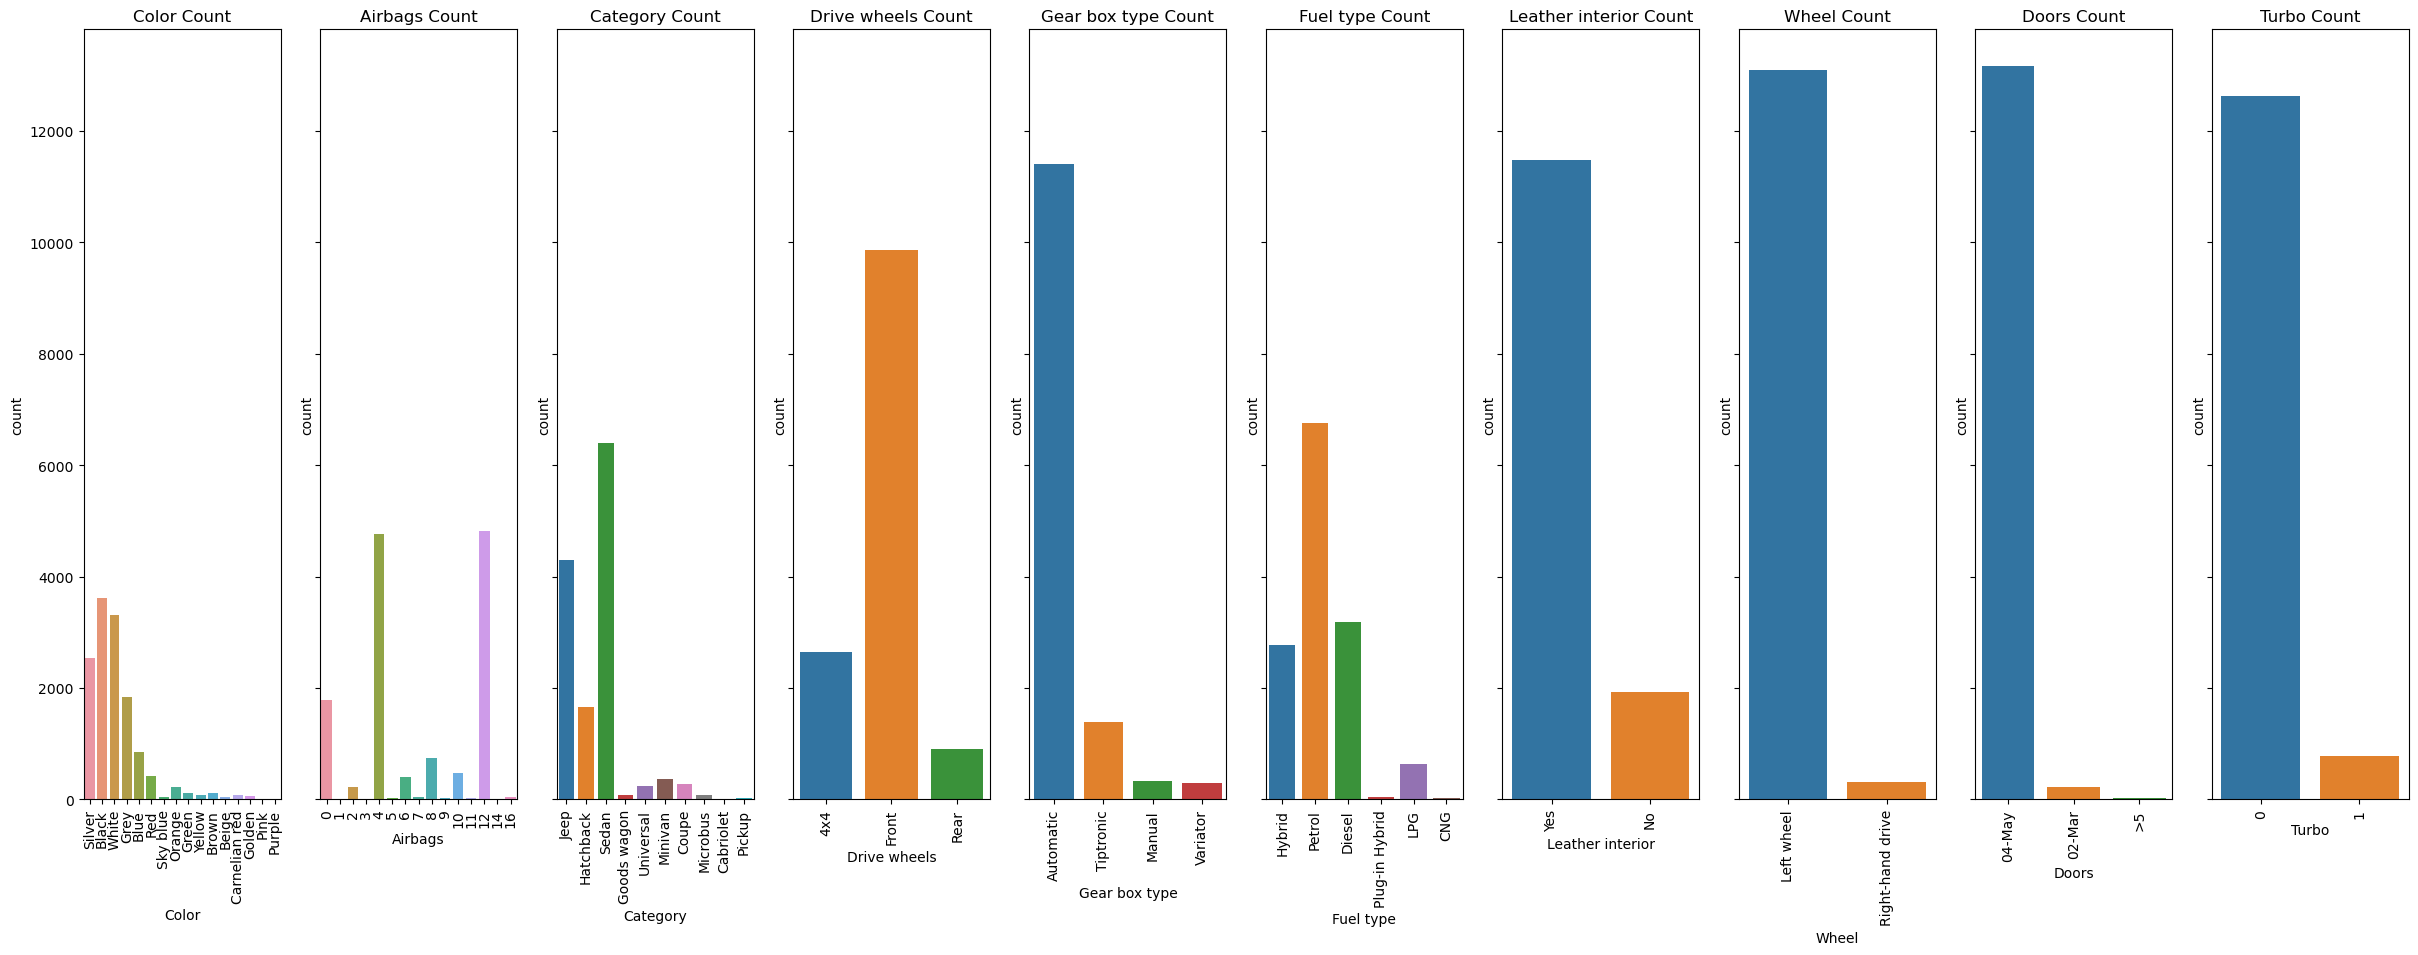 Color Count
count
12000
10000
8000
6000
4000
2000
0
Silver
Black
White
Grey
Blue
Red
Sky blue
Orange
Green
Yellow
Brown
Beige
Carnelian red
Golden
Pink
Purple
Color
Airbags Count
count
0
1
2
3
4
5
6
7
8
9
10
11
12
14
16
Airbags
Category Count
count
Jeep
Hatchback
Sedan
Goods wagon
Universal
Minivan
Coupe
Microbus
Cabriolet
Pickup
Category
Drive wheels Count
count
4x4
Front
Rear
Drive wheels
Gear box type Count
count
Automatic
Tiptronic
Manual
Variator
Gear box type
Fuel type Count
count
Hybrid
Petrol
Diesel
Plug-in Hybrid
LPG
CNG
Fuel type
Leather interior Count
count
Yes
No
Leather interior
Wheel Count
count
Left wheel
Right-hand drive
Wheel
Doors Count
count
04-May
02-Mar
>5
Doors
Turbo Count
count
0
1
Turbo